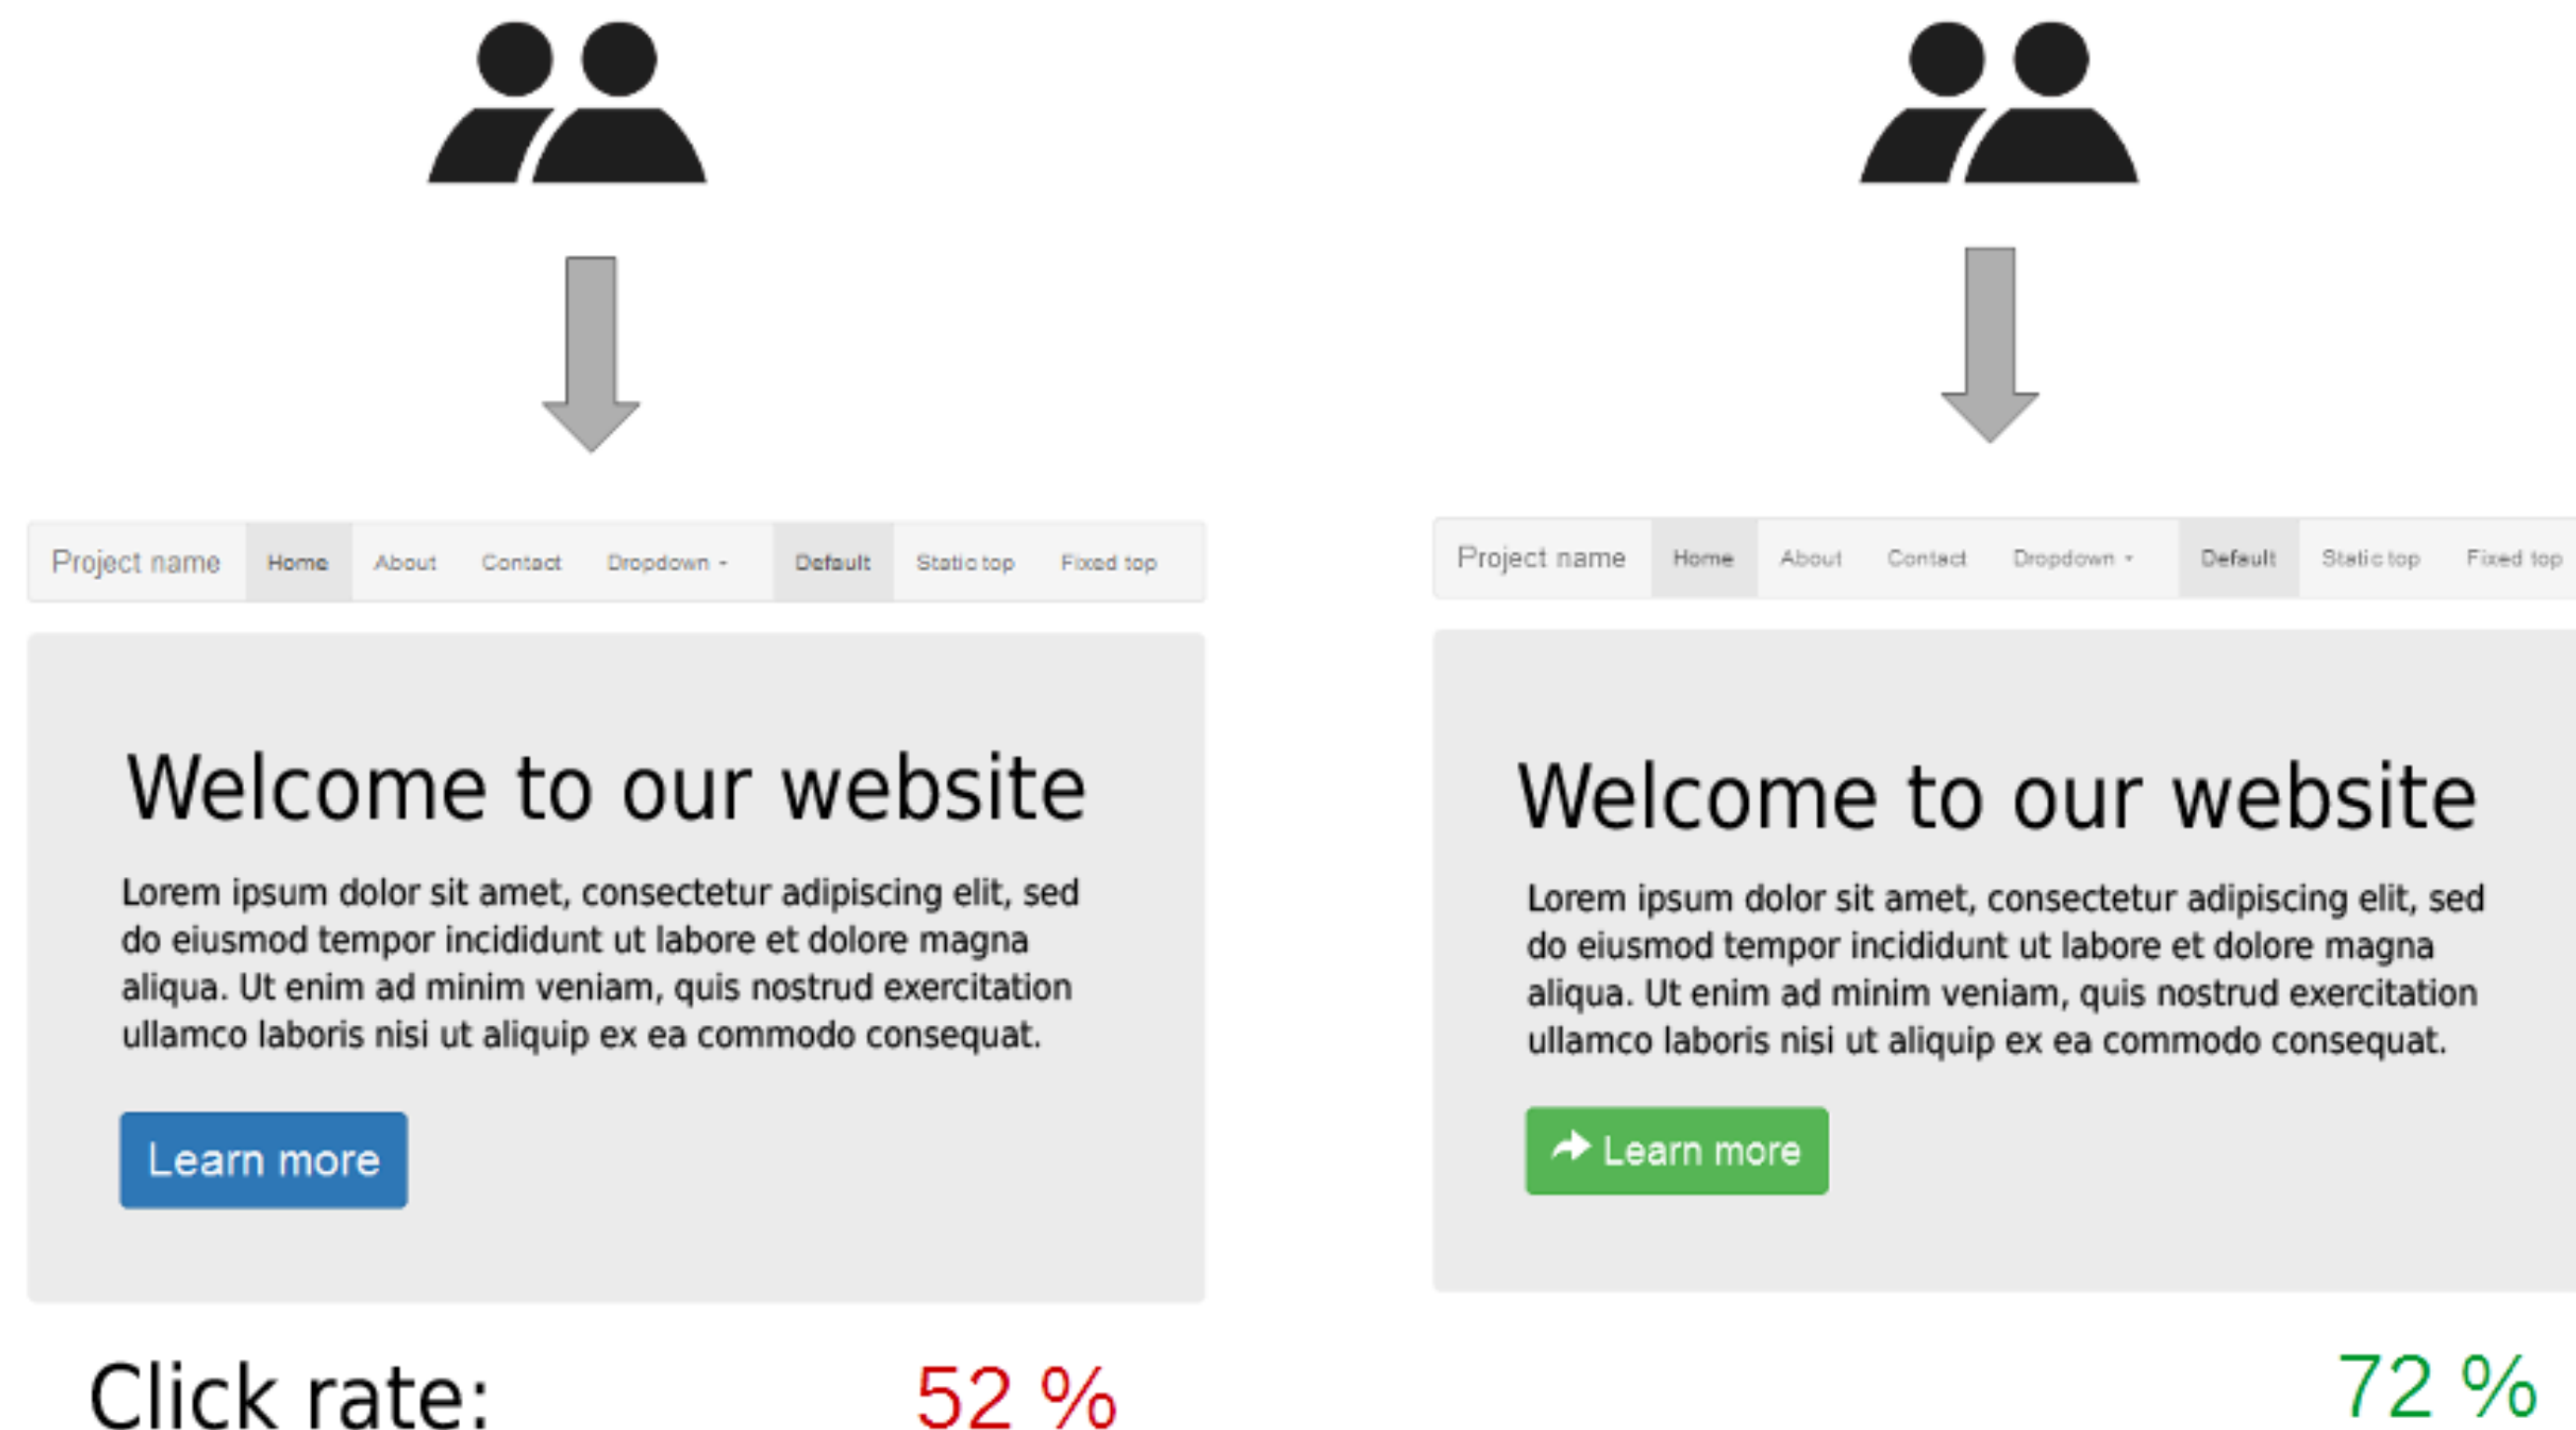 Project name Home About Contact Dropdown Default Static top Fixed top
Welcome to our website
Lorem ipsum dolor sit amet, consectetur adipiscing elit, sed
do eiusmod tempor incididunt ut labore et dolore magna
aliqua. Ut enim ad minim veniam, quis nostrud exercitation
ullamco laboris nisi ut aliquip ex ea commodo consequat.
Learn more
Click rate: 52 %
Project name Home About Contact Dropdown Default Static top Fixed top
Welcome to our website
Lorem ipsum dolor sit amet, consectetur adipiscing elit, sed
do eiusmod tempor incididunt ut labore et dolore magna
aliqua. Ut enim ad minim veniam, quis nostrud exercitation
ullamco laboris nisi ut aliquip ex ea commodo consequat.
Learn more
72 %